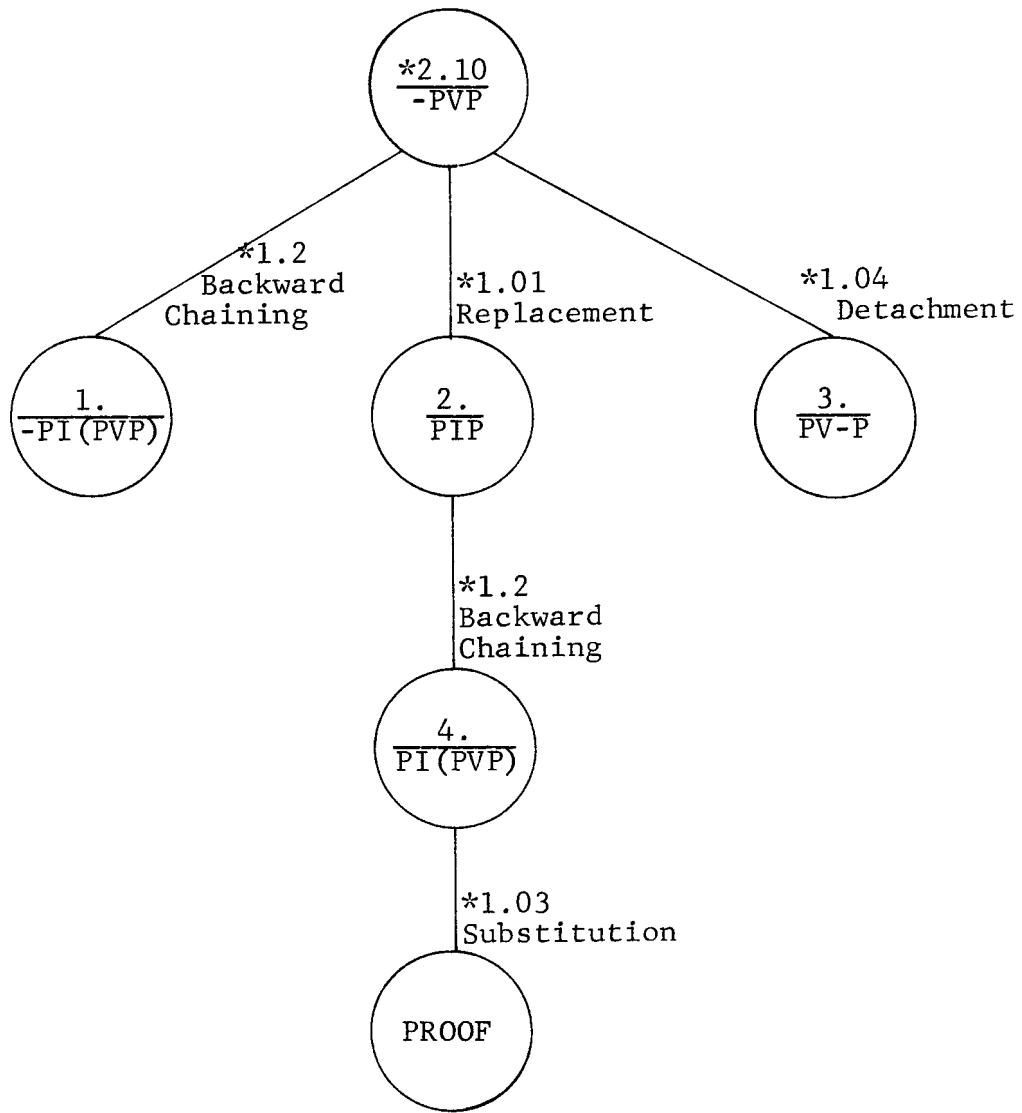 *2.10
-PVP
*1.2
Backward
Chaining
*1.01
Replacement
*1.04
Detachment
1.
-PI(PVP)
2.
PIP
3.
PV-P
*1.2
Backward
Chaining
4.
PI(PVP)
*1.03
Substitution
PROOF